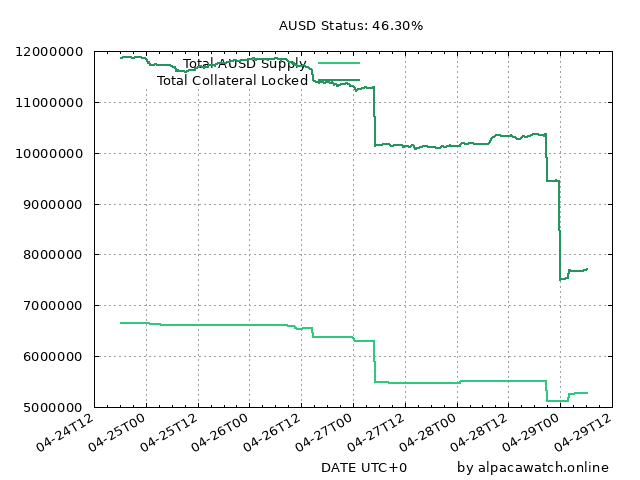 AUSD Status: 46.30%
12000000
Total AUSD Supply
Total Collateral Locked
11000000
10000000
9000000
8000000
7000000
6000000
5000000
04-24T12
04-25T00
04-25T12
04-26T00
04-26T12
04-27T00
04-27T12
04-28T00
04-28T12
04-29T00
04-29T12
DATE UTC+0
by alpacawatch.online